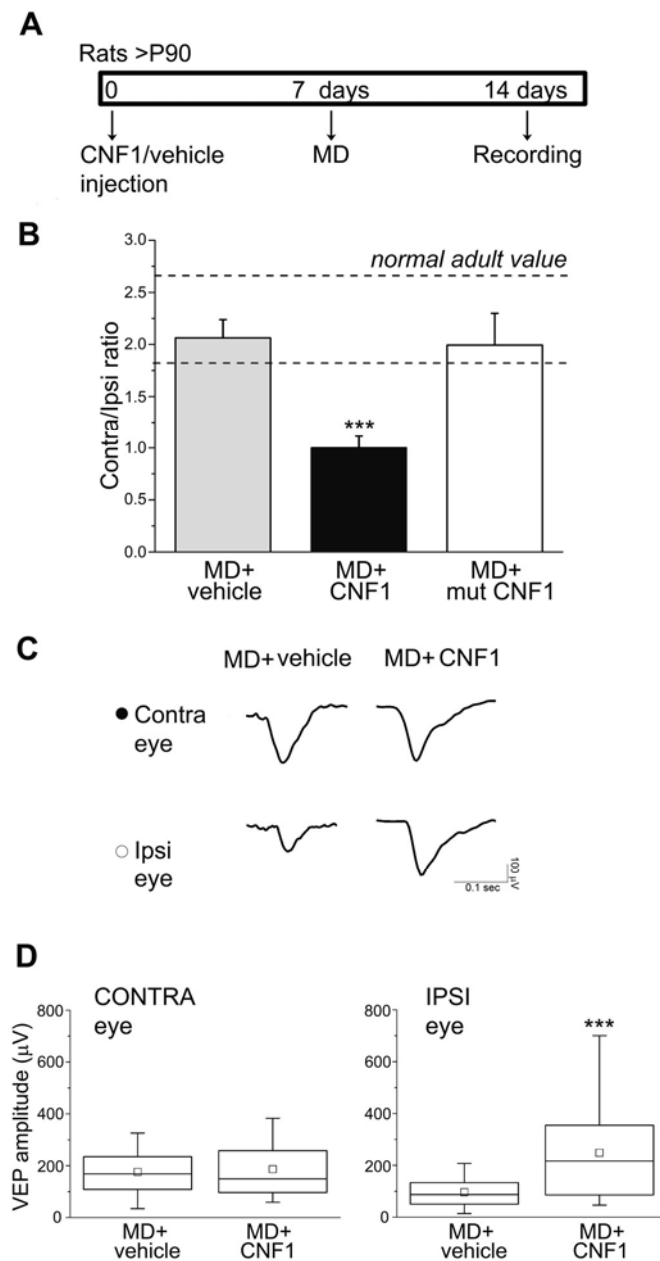 A
Rats >P90
0 7 days 14 days
CNF1/vehicle
injection
MD
Recording
B
Contra/Ipsi ratio
3.0
2.5
2.0
1.5
1.0
0.5
0.0
normal adult value
***
MD+
vehicle
MD+
CNF1
MD+
mut CNF1
C
MD+vehicle MD+CNF1
Contra
eye
Ipsi
eye
100 µV
0.1 sec
D
VEP amplitude (µV)
CONTRA
eye
800
600
400
200
0
MD+
vehicle
MD+
CNF1
IPSI
eye
***
800
600
400
200
0
MD+
vehicle
MD+
CNF1